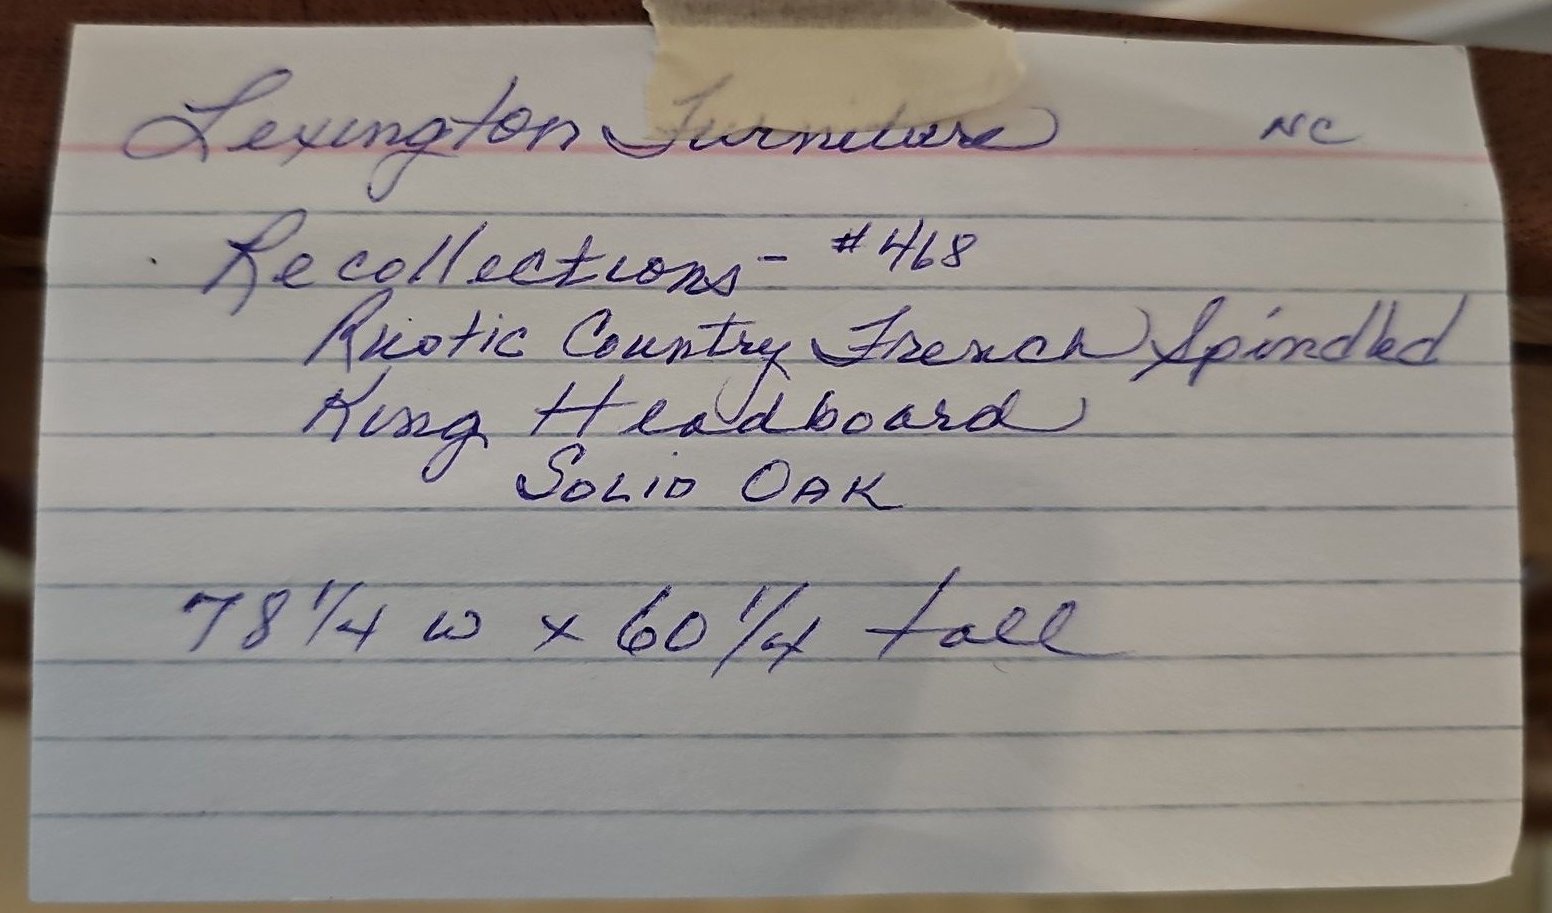 Lexington Furniture NC
Recollections - #468
Rustic Country French Spindled
King Headboard
SOLID OAK
78 1/4 w x 60 1/4 tall